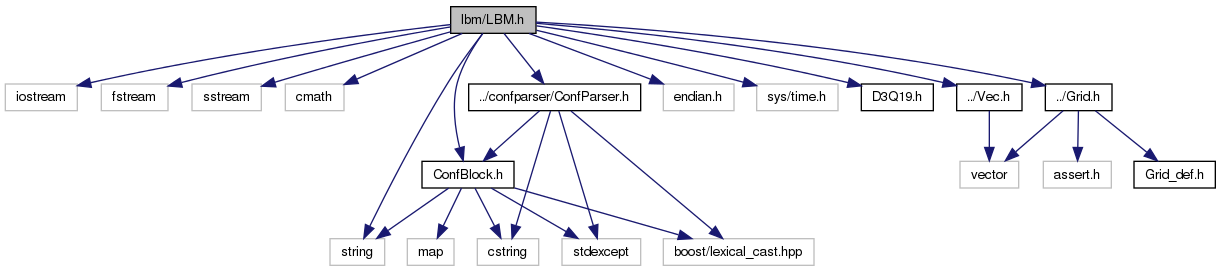 lbm/LBM.h
iostream
fstream
sstream
cmath
../confparser/ConfParser.h
endian.h
sys/time.h
D3Q19.h
../Vec.h
../Grid.h
ConfBlock.h
vector
assert.h
Grid_def.h
string
map
cstring
stdexcept
boost/lexical_cast.hpp